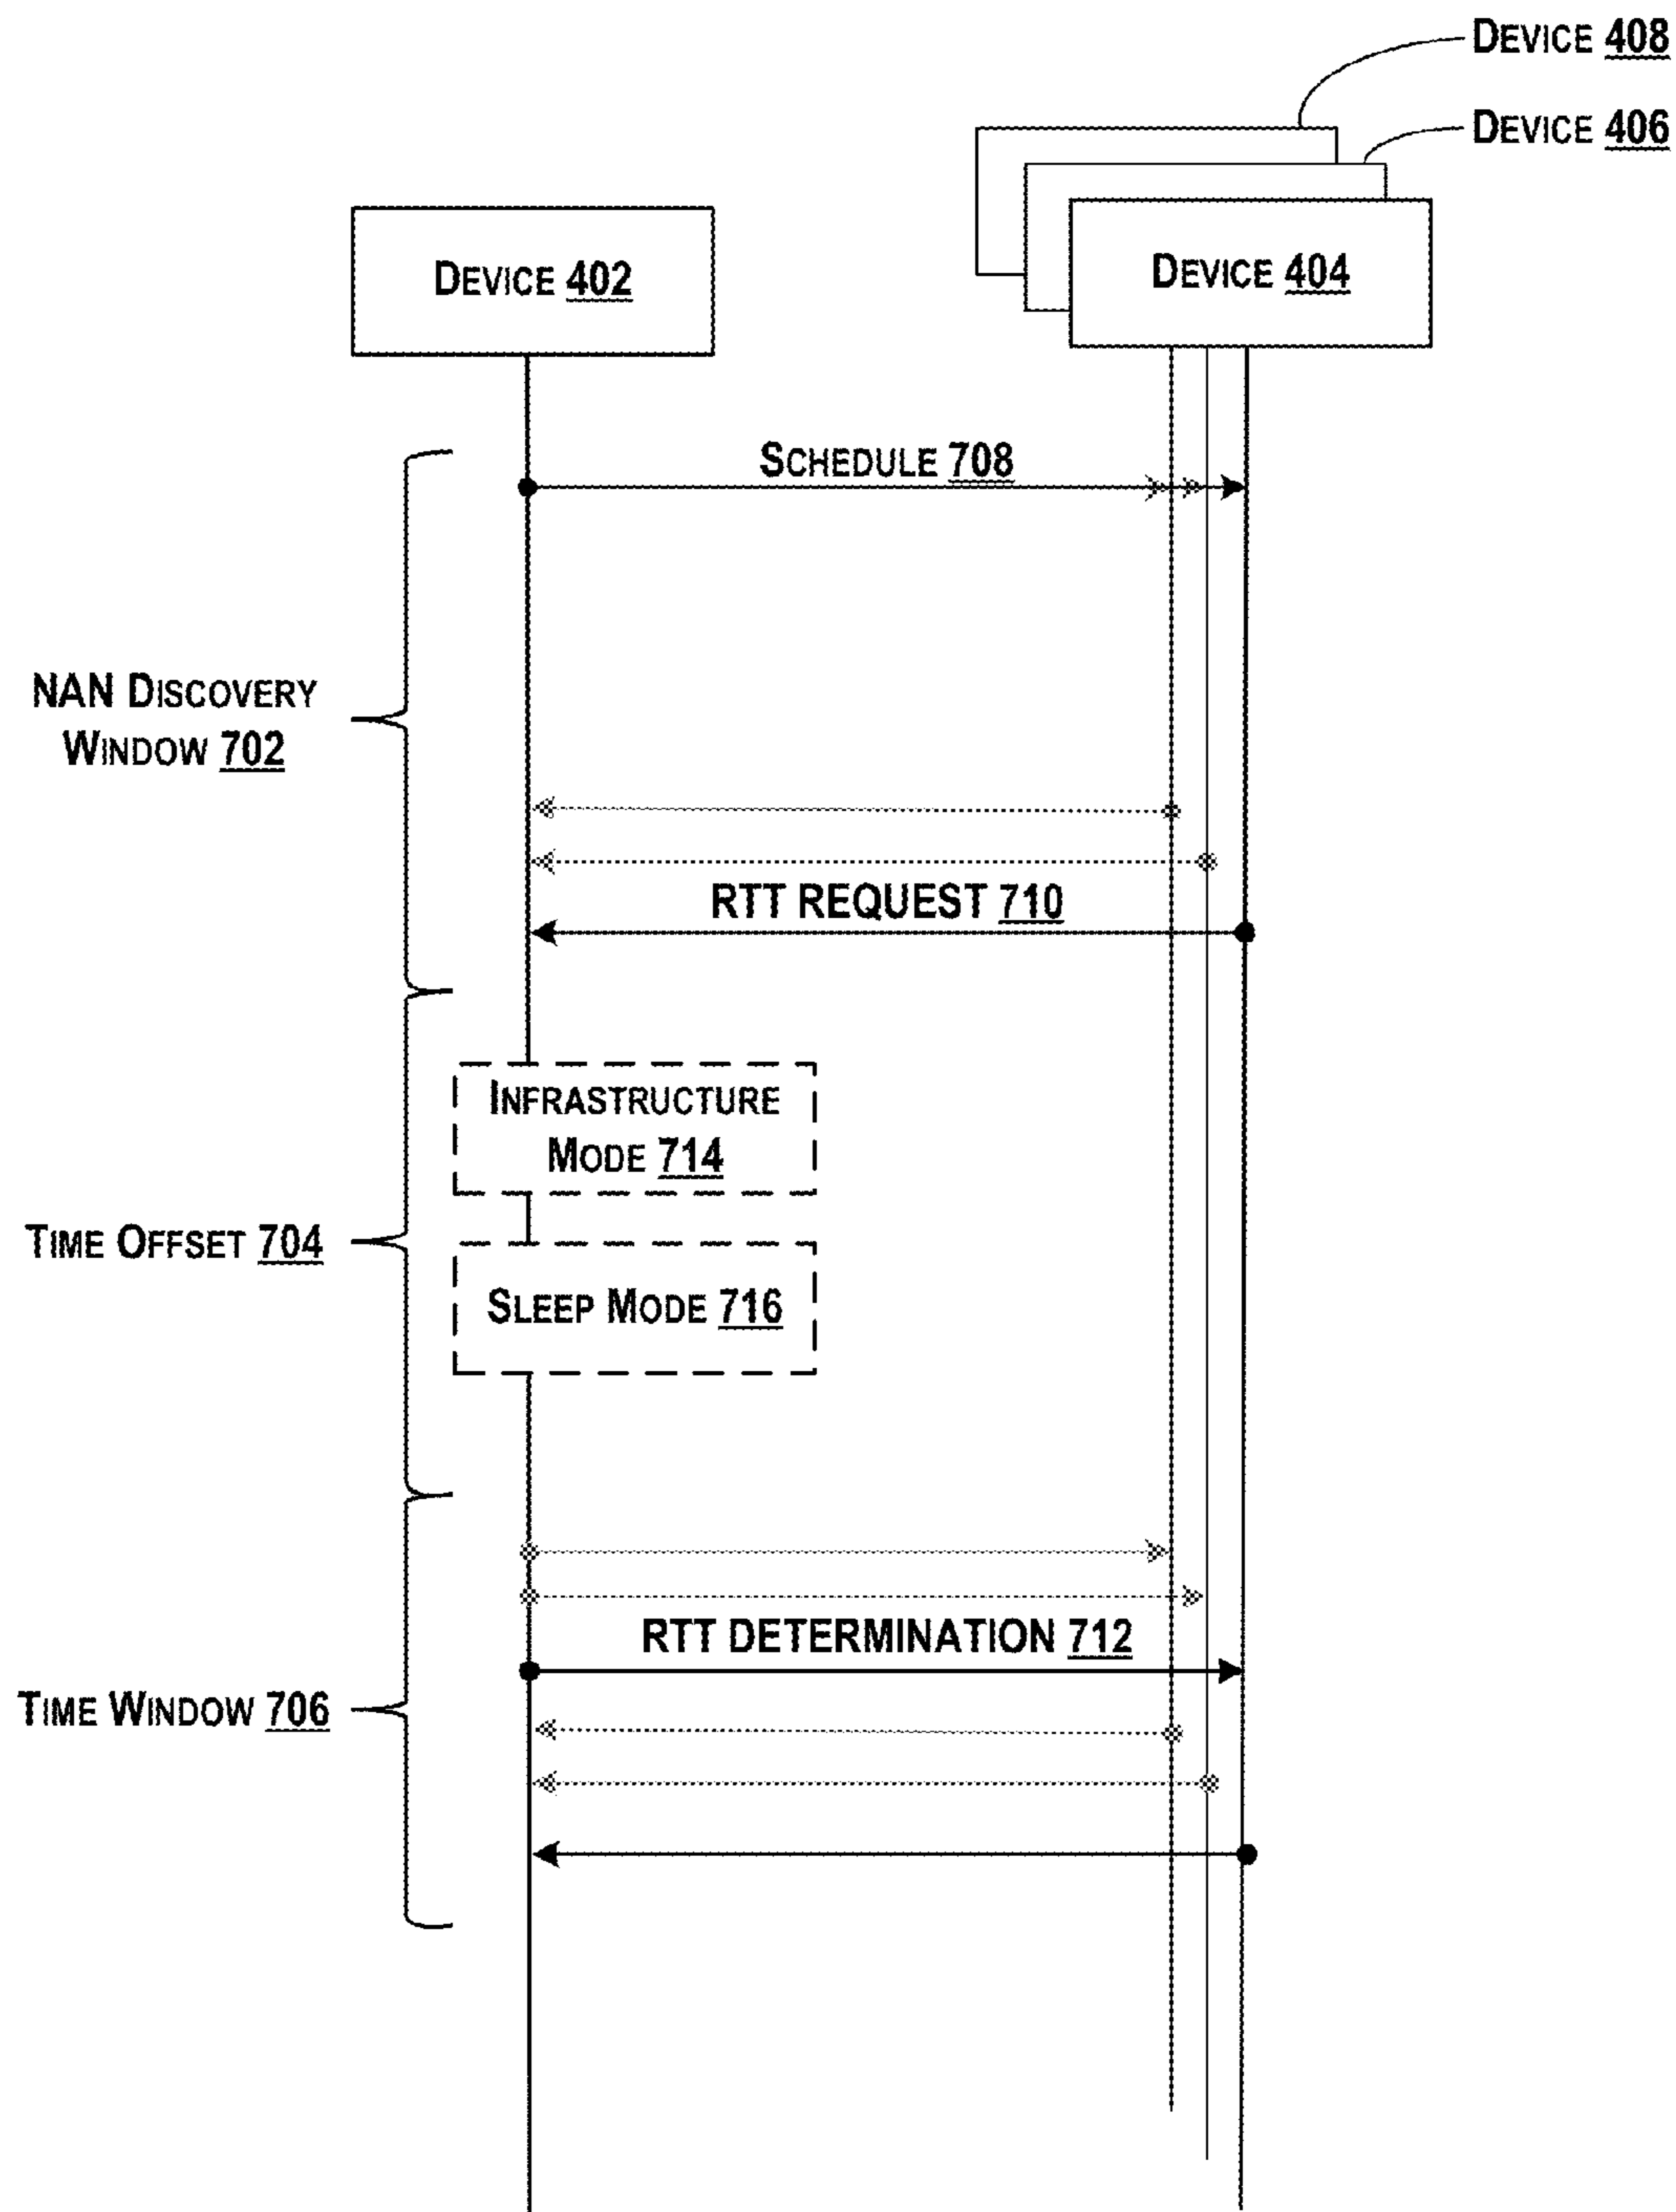 DEVICE 408
DEVICE 406
DEVICE 402
DEVICE 404
SCHEDULE 708
NAN DISCOVERY
WINDOW 702
RTT REQUEST 710
INFRASTRUCTURE
MODE 714
TIME OFFSET 704
SLEEP MODE 716
RTT DETERMINATION 712
TIME WINDOW 706